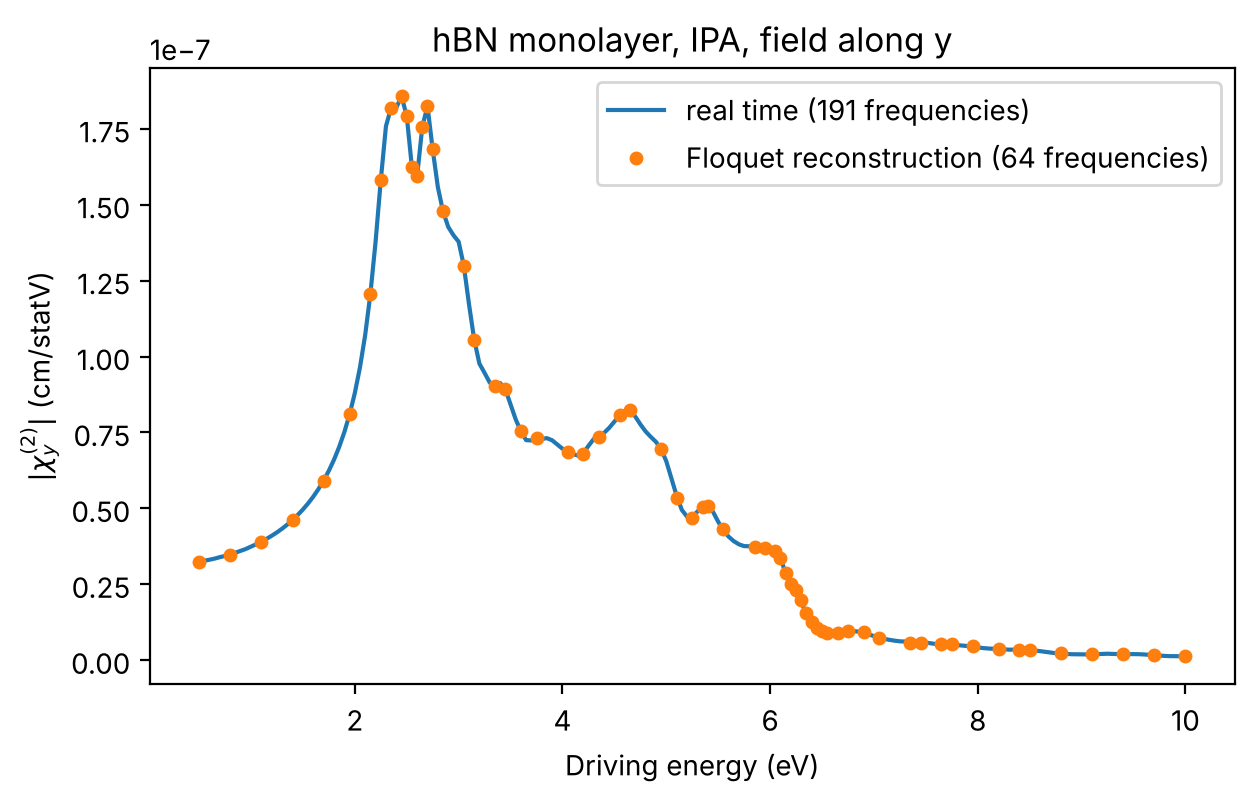 hBN monolayer, IPA, field along y
1e−7
real time (191 frequencies)
Floquet reconstruction (64 frequencies)
1.75
1.50
1.25
1.00
0.75
0.50
0.25
0.00
|χ_y^(2)| (cm/statV)
2 4 6 8 10
Driving energy (eV)